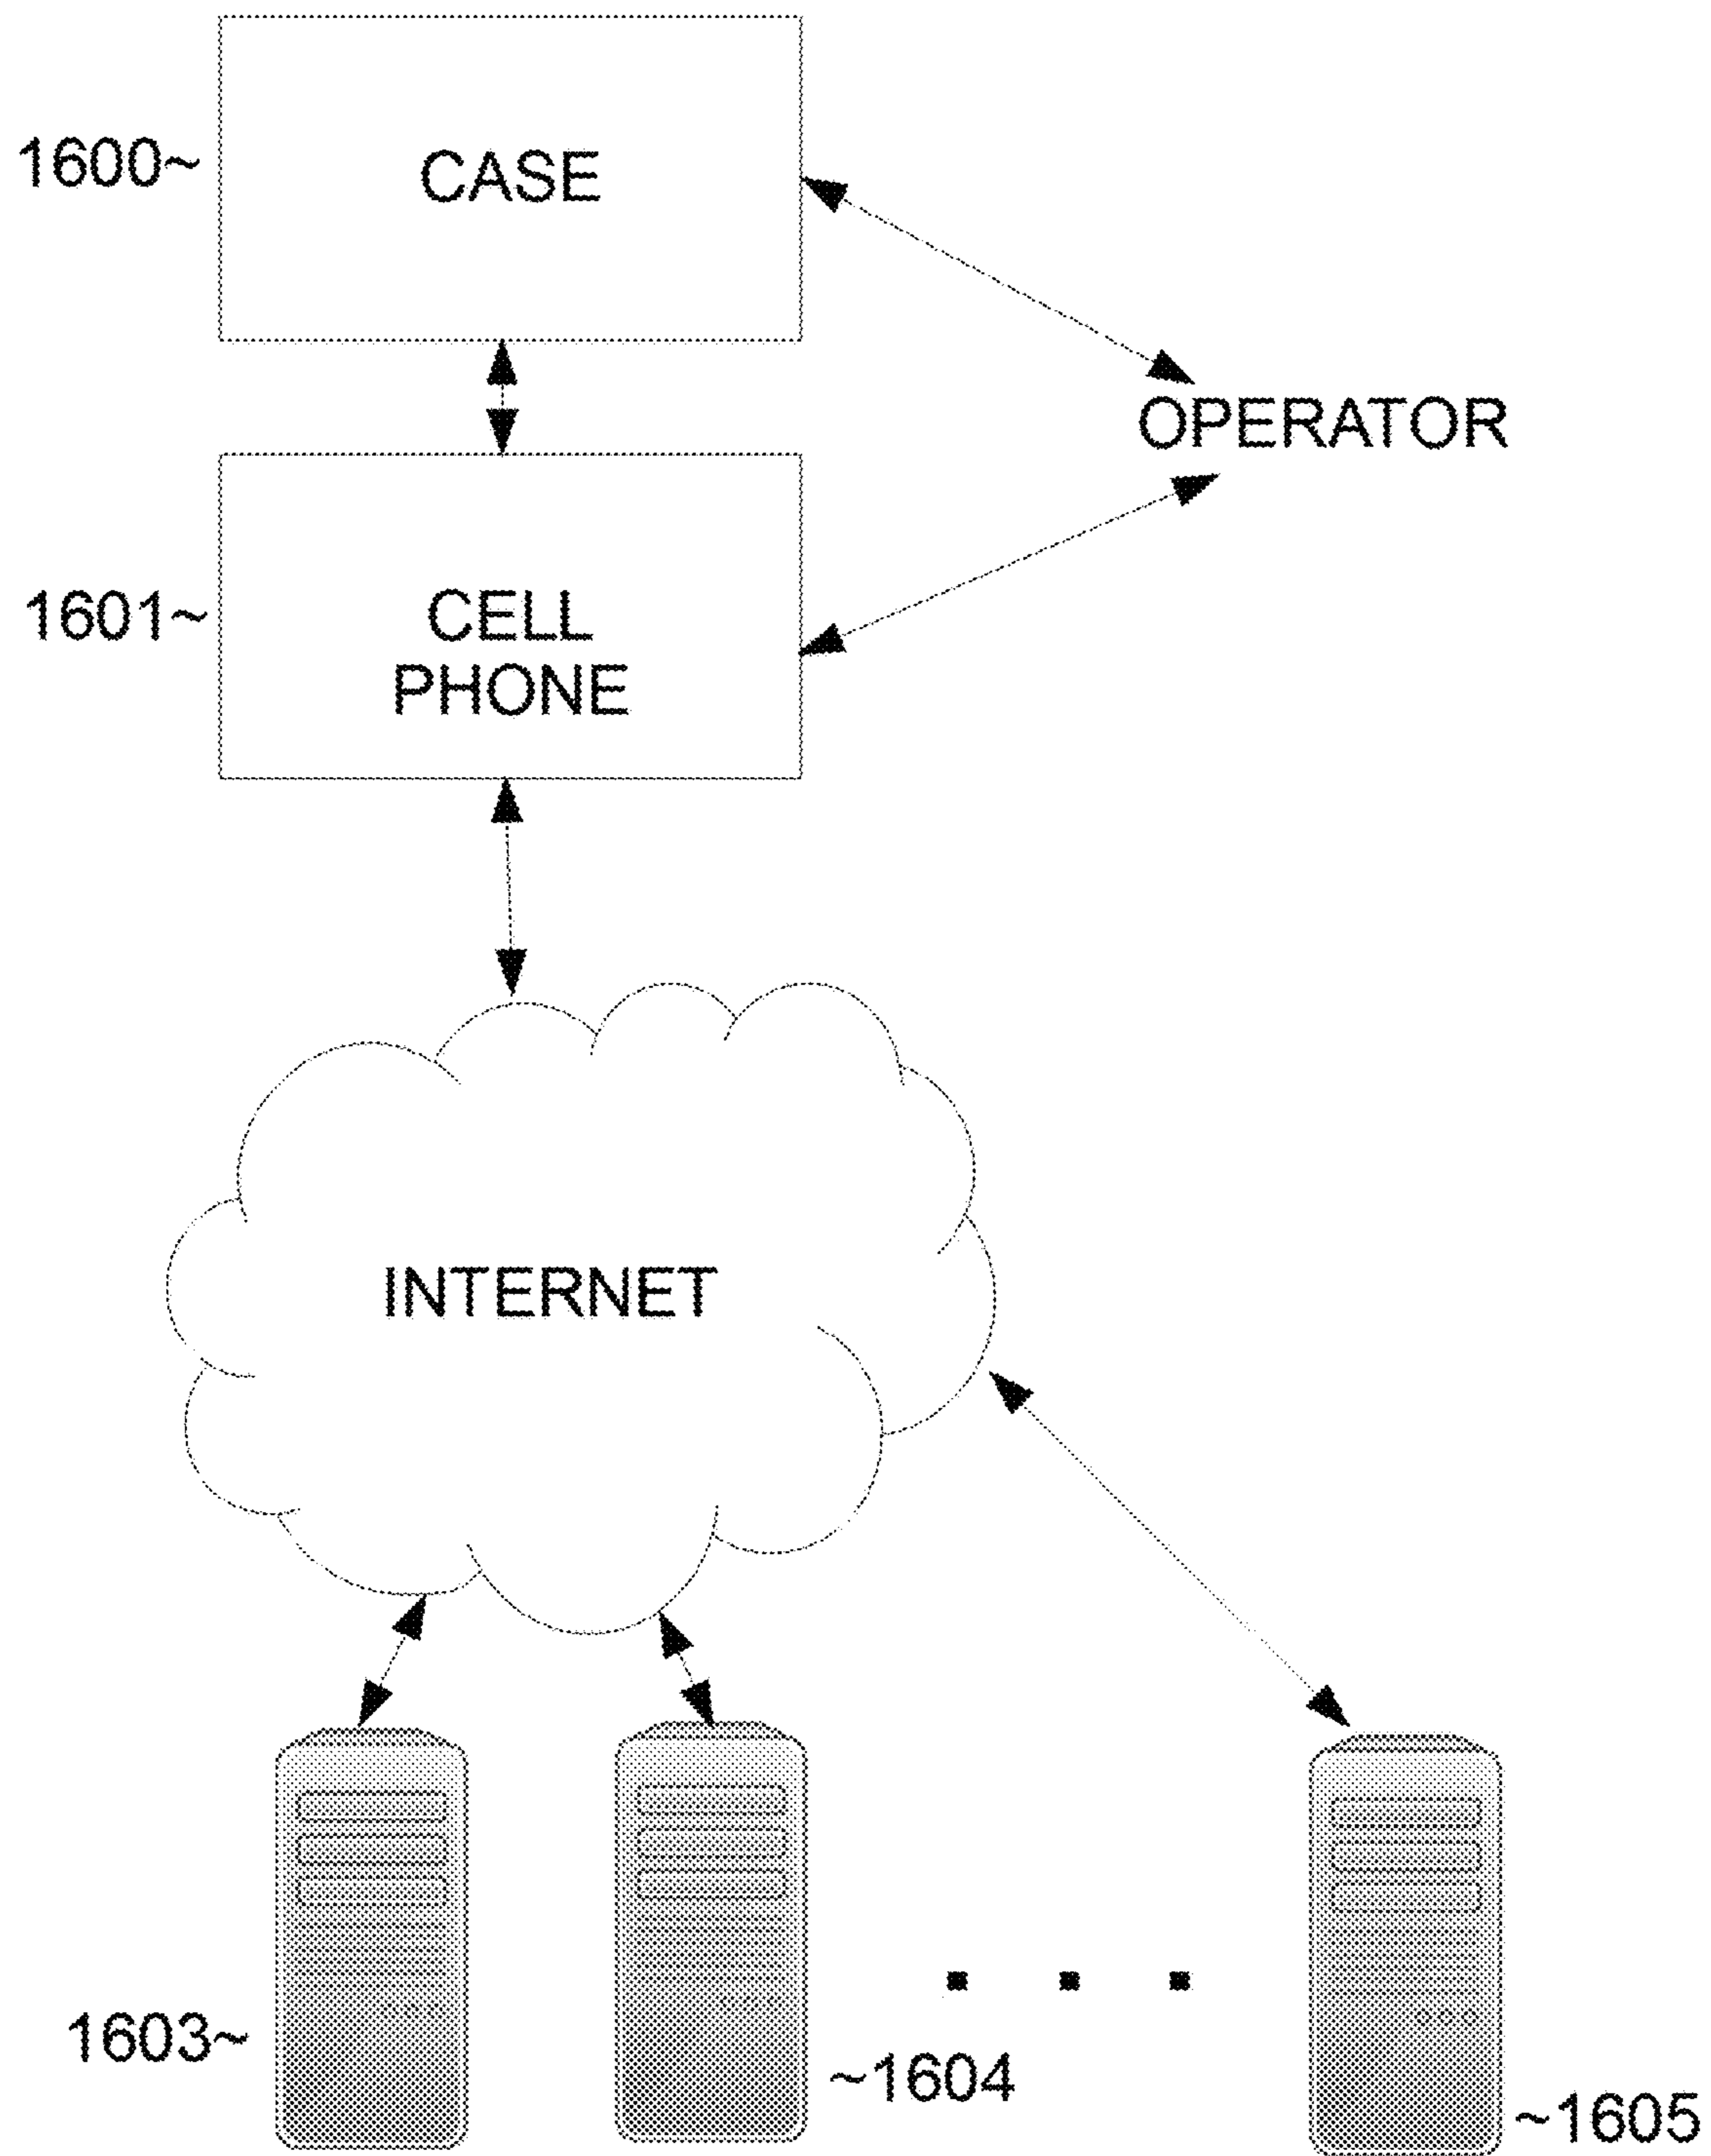 1600~
CASE
OPERATOR
1601~
CELL
PHONE
INTERNET
1603~
~1604
~1605